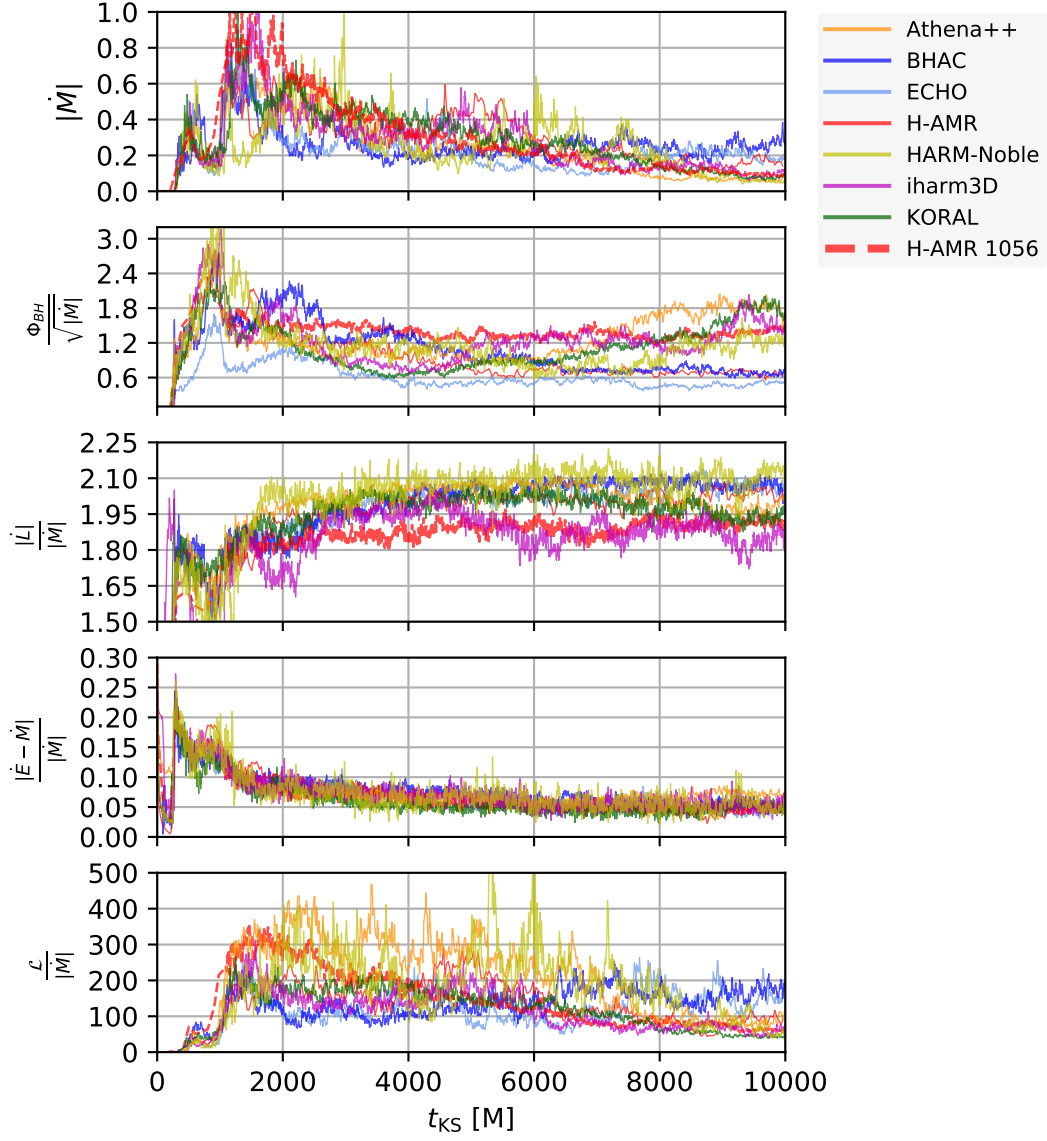 1.0
0.8
0.6
0.4
0.2
0.0
|Ṁ|
Athena++
BHAC
ECHO
H-AMR
HARM-Noble
iharm3D
KORAL
H-AMR 1056
3.0
2.4
1.8
1.2
0.6
Φ_BH
√|Ṁ|
2.25
2.10
1.95
1.80
1.65
1.50
|L̇|
|Ṁ|
0.30
0.25
0.20
0.15
0.10
0.05
0.00
|Ė − Ṁ|
|Ṁ|
500
400
300
200
100
0
ℒ
|Ṁ|
0 2000 4000 6000 8000 10000
t_KS [M]